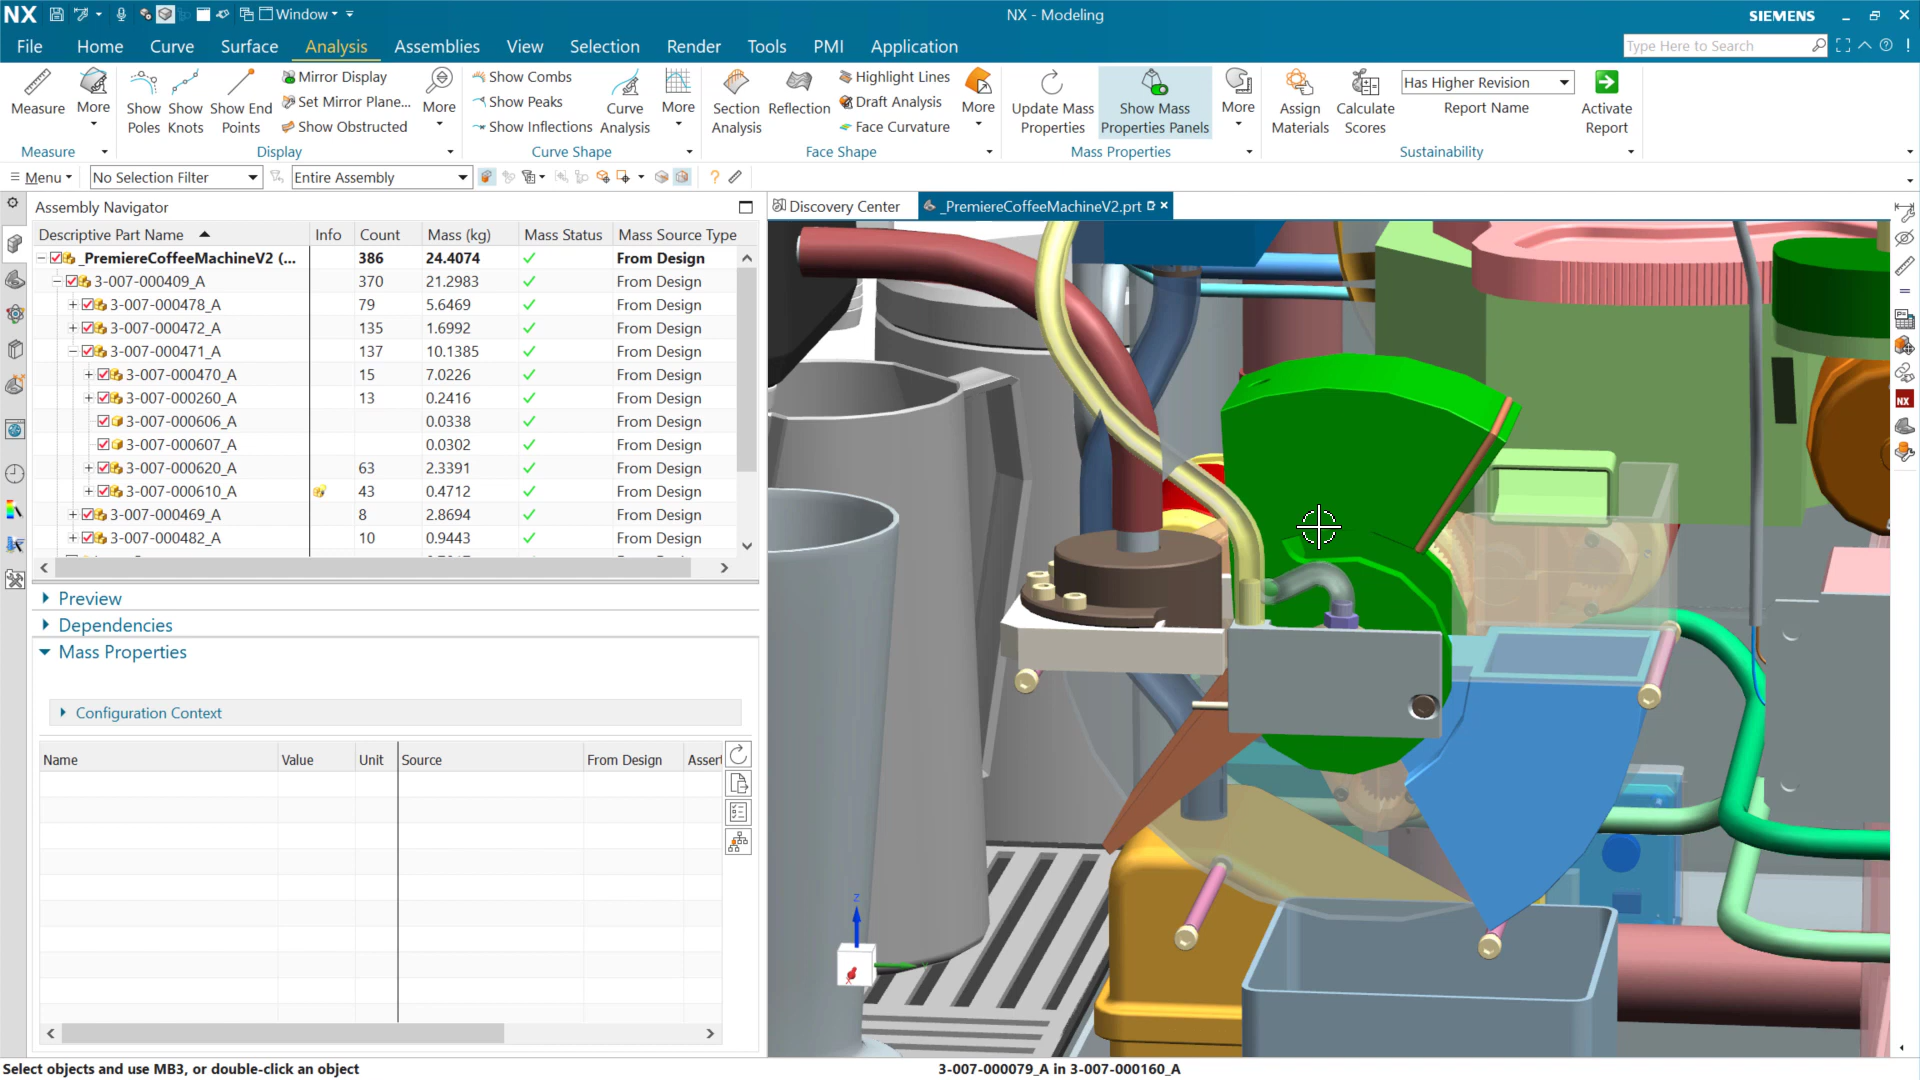 NX Window NX - Modeling SIEMENS
File Home Curve Surface Analysis Assemblies View Selection Render Tools PMI Application Type Here to Search
Measure More Show Poles Show Knots Show End Points Mirror Display Set Mirror Plane... Show Obstructed More Show Combs Show Peaks Show Inflections Curve Analysis More Section Analysis Reflection Highlight Lines Draft Analysis Face Curvature More Update Mass Properties Show Mass Properties Panels More Assign Materials Calculate Scores Has Higher Revision Report Name Activate Report
Measure Display Curve Shape Face Shape Mass Properties Sustainability
Menu No Selection Filter Entire Assembly
Assembly Navigator Discovery Center _PremiereCoffeeMachineV2.prt
Descriptive Part Name Info Count Mass (kg) Mass Status Mass Source Type
_PremiereCoffeeMachineV2 (... 386 24.4074 From Design
3-007-000409_A 370 21.2983 From Design
3-007-000478_A 79 5.6469 From Design
3-007-000472_A 135 1.6992 From Design
3-007-000471_A 137 10.1385 From Design
3-007-000470_A 15 7.0226 From Design
3-007-000260_A 13 0.2416 From Design
3-007-000606_A 0.0338 From Design
3-007-000607_A 0.0302 From Design
3-007-000620_A 63 2.3391 From Design
3-007-000610_A 43 0.4712 From Design
3-007-000469_A 8 2.8694 From Design
3-007-000482_A 10 0.9443 From Design
Preview
Dependencies
Mass Properties
Configuration Context
Name Value Unit Source From Design Assert
Z
X
NX
Select objects and use MB3, or double-click an object 3-007-000079_A in 3-007-000160_A